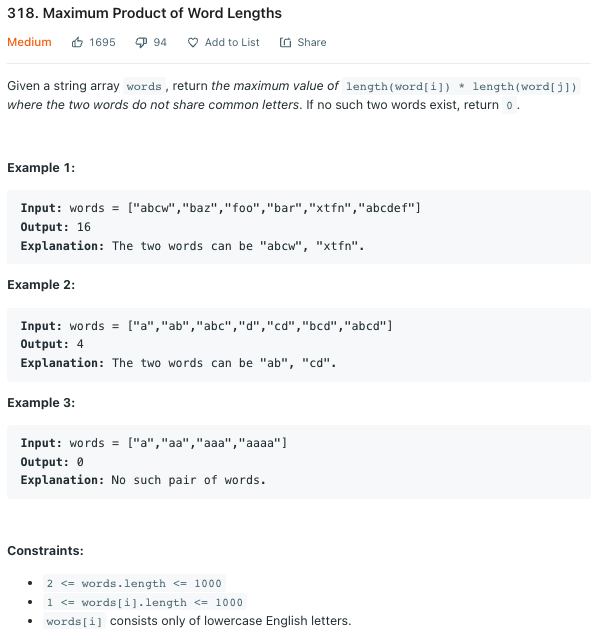 318. Maximum Product of Word Lengths
Medium 1695 94 Add to List Share
Given a string array words , return the maximum value of length(word[i]) * length(word[j])
where the two words do not share common letters. If no such two words exist, return 0 .
Example 1:
Input: words = ["abcw","baz","foo","bar","xtfn","abcdef"]
Output: 16
Explanation: The two words can be "abcw", "xtfn".
Example 2:
Input: words = ["a","ab","abc","d","cd","bcd","abcd"]
Output: 4
Explanation: The two words can be "ab", "cd".
Example 3:
Input: words = ["a","aa","aaa","aaaa"]
Output: 0
Explanation: No such pair of words.
Constraints:
• 2 <= words.length <= 1000
• 1 <= words[i].length <= 1000
• words[i] consists only of lowercase English letters.